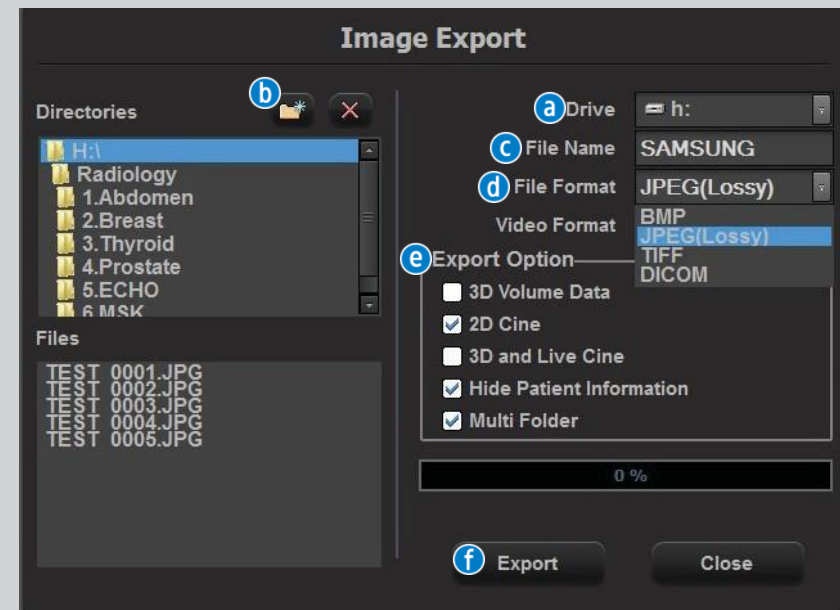 Image Export
Directories
b
H:\
Radiology
1.Abdomen
2.Breast
3.Thyroid
4.Prostate
5.ECHO
6.MSK
Files
TEST 0001.JPG
TEST 0002.JPG
TEST 0003.JPG
TEST 0004.JPG
TEST 0005.JPG
a Drive h:
c File Name SAMSUNG
d File Format JPEG(Lossy)
BMP
JPEG(Lossy)
TIFF
DICOM
Video Format
e Export Option
3D Volume Data
2D Cine
3D and Live Cine
Hide Patient Information
Multi Folder
0 %
f Export
Close